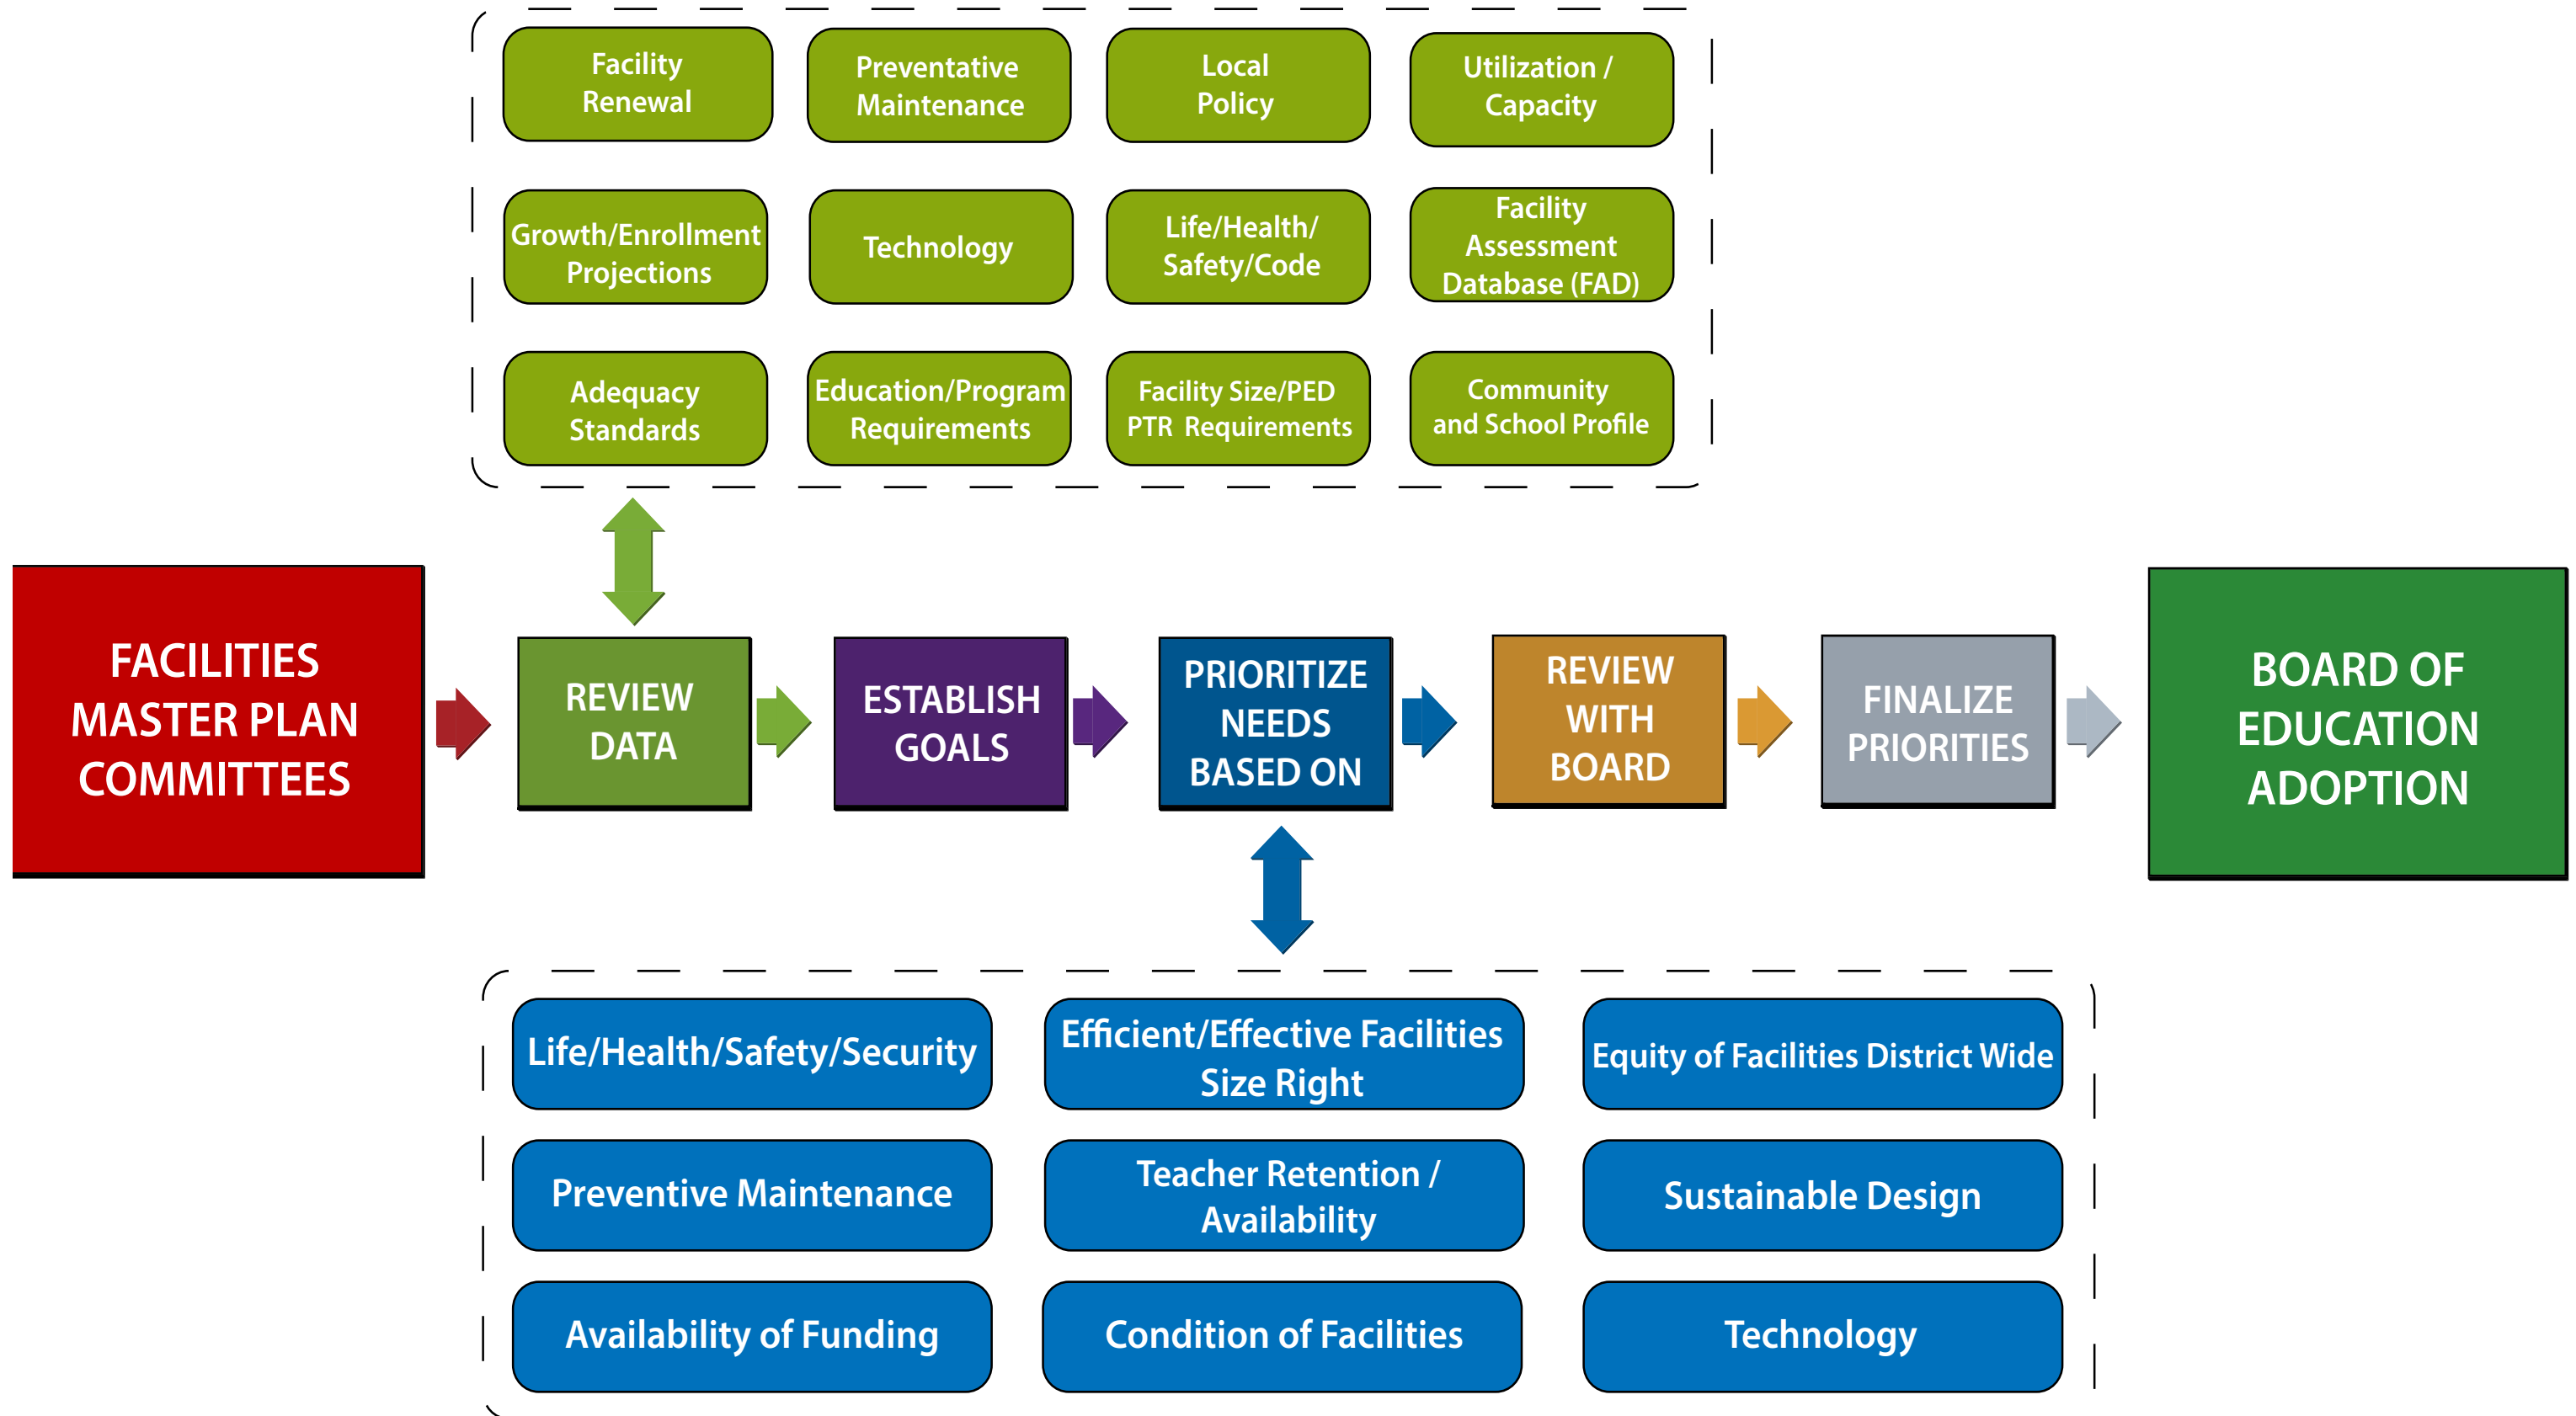 Facility
Renewal
Preventative
Maintenance
Local
Policy
Utilization /
Capacity
Growth/Enrollment
Projections
Technology
Life/Health/
Safety/Code
Facility
Assessment
Database (FAD)
Adequacy
Standards
Education/Program
Requirements
Facility Size/PED
PTR Requirements
Community
and School Profile
FACILITIES
MASTER PLAN
COMMITTEES
REVIEW
DATA
ESTABLISH
GOALS
PRIORITIZE
NEEDS
BASED ON
REVIEW
WITH
BOARD
FINALIZE
PRIORITIES
BOARD OF
EDUCATION
ADOPTION
Life/Health/Safety/Security
Efficient/Effective Facilities
Size Right
Equity of Facilities District Wide
Preventive Maintenance
Teacher Retention /
Availability
Sustainable Design
Availability of Funding
Condition of Facilities
Technology